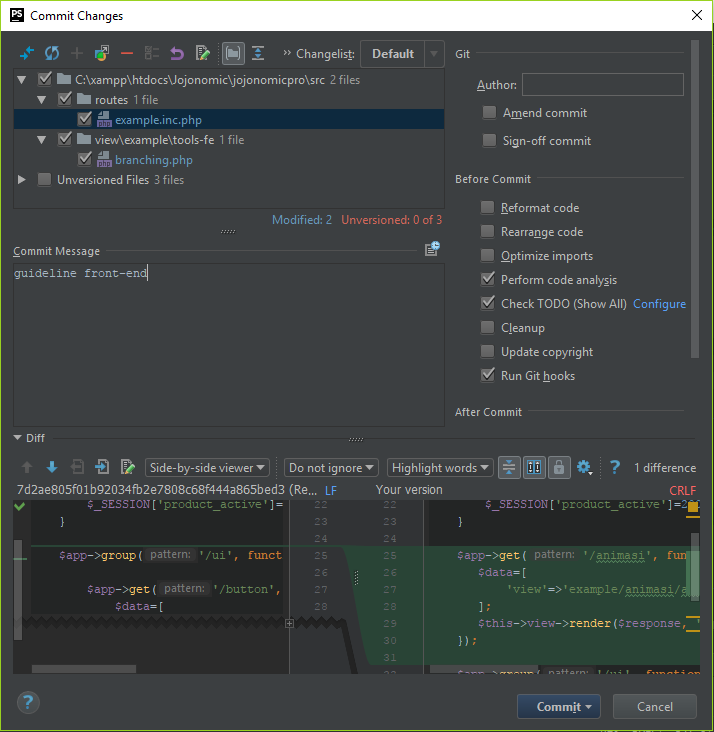 PS Commit Changes
Changelist: Default
Git
C:\xampp\htdocs\Jojonomic\jojonomicpro\src 2 files
routes 1 file
example.inc.php
view\example\tools-fe 1 file
branching.php
Unversioned Files 3 files
Modified: 2 Unversioned: 0 of 3
Author:
Amend commit
Sign-off commit
Before Commit
Reformat code
Rearrange code
Optimize imports
Perform code analysis
Check TODO (Show All) Configure
Cleanup
Update copyright
Run Git hooks
After Commit
Commit Message
guideline front-end
Diff
Side-by-side viewer Do not ignore Highlight words ? 1 difference
7d2ae805f01b92034fb2e7808c68f444a865bed3 (Re... LF Your version CRLF
$_SESSION['product_active']= 22 22 $_SESSION['product_active']=
} 23 23 }
24 24
$app->group( pattern: '/ui', funct 25 25 $app->get( pattern: '/animasi', fun
26 26 $data=[
$app->get( pattern: '/button', 27 27 'view'=>'example/animasi/a
$data=[ 28 28 ];
29 $this->view->render($response,
30 });
31
$app->group( pattern: '/ui', function
? Commit Cancel